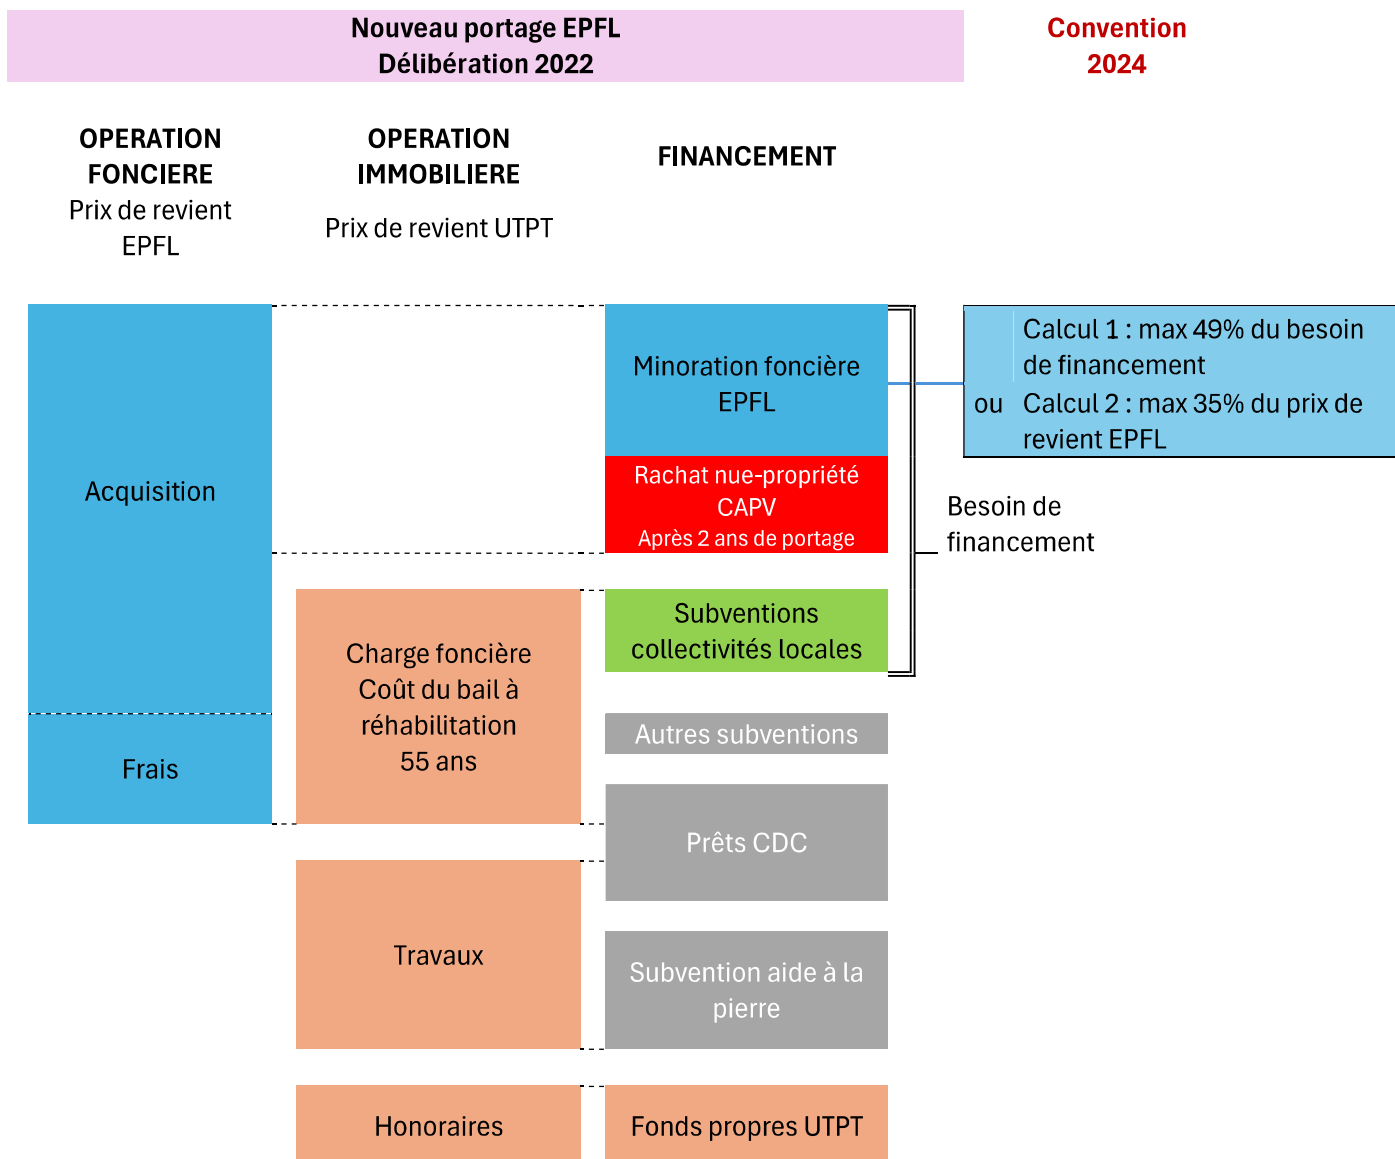 Nouveau portage EPFL
Délibération 2022
Convention
2024
OPERATION
FONCIERE
Prix de revient
EPFL
OPERATION
IMMOBILIERE
Prix de revient UTPT
FINANCEMENT
Acquisition
Frais
Charge foncière
Coût du bail à
réhabilitation
55 ans
Travaux
Honoraires
Minoration foncière
EPFL
Rachat nue-propriété
CAPV
Après 2 ans de portage
Subventions
collectivités locales
Autres subventions
Prêts CDC
Subvention aide à la
pierre
Fonds propres UTPT
Calcul 1 : max 49% du besoin
de financement
ou Calcul 2 : max 35% du prix de
revient EPFL
Besoin de
financement